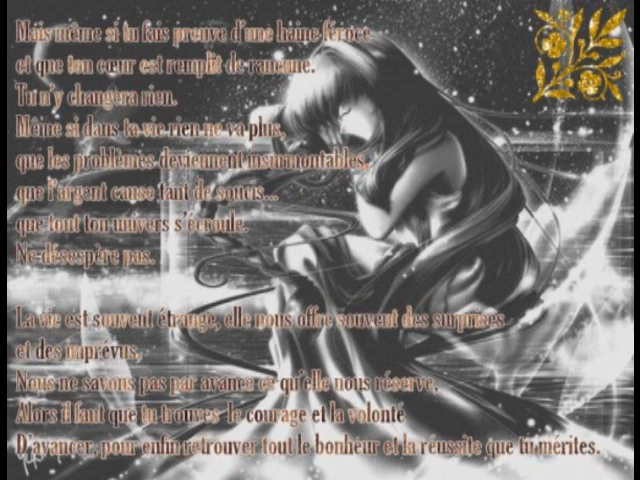 Mais même si tu fais preuve d'une haine féroce
et que ton cœur est remplit de rancune.
Tu n'y changera rien.
Même si dans ta vie rien ne va plus,
que les problèmes deviennent insurmontables,
que l'argent cause tant de soucis...
que tout ton univers s'écroule.
Ne désespère pas.
La vie est souvent étrange, elle nous offre souvent des surprises
et des imprévus,
Nous ne savons pas par avance ce qu'elle nous réserve,
Alors il faut que tu trouves le courage et la volonté
D'avancer, pour enfin retrouver tout le bonheur et la réussite que tu mérites.